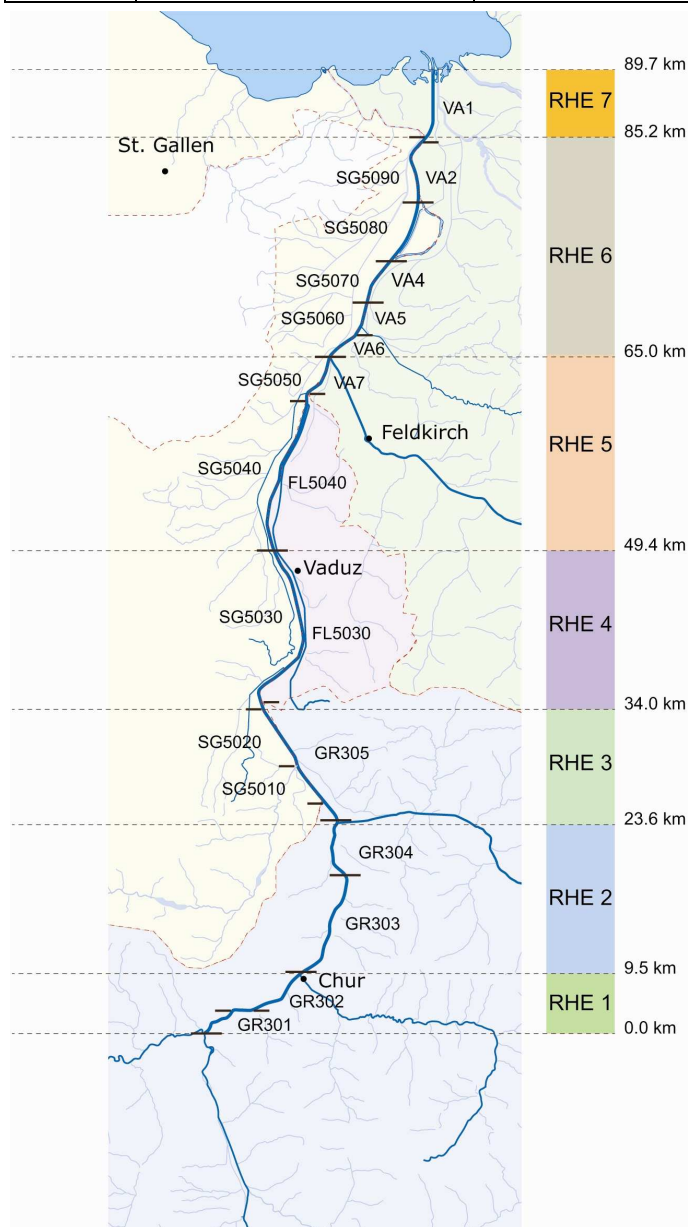 89.7 km
RHE 7
VA1
85.2 km
St. Gallen
SG5090
VA2
SG5080
RHE 6
SG5070
VA4
SG5060
VA5
VA6
65.0 km
SG5050
VA7
Feldkirch
RHE 5
SG5040
FL5040
49.4 km
Vaduz
SG5030
RHE 4
FL5030
34.0 km
SG5020
GR305
RHE 3
SG5010
23.6 km
GR304
RHE 2
GR303
9.5 km
Chur
GR302
RHE 1
GR301
0.0 km